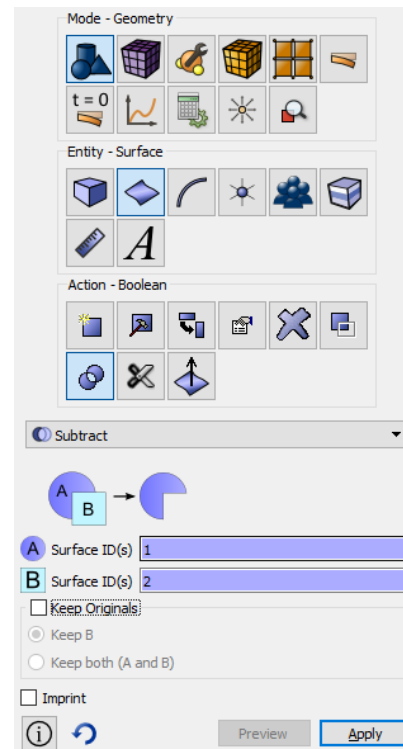 Mode - Geometry
t = 0
Entity - Surface
A
Action - Boolean
Subtract
A
B
A Surface ID(s) 1
B Surface ID(s) 2
Keep Originals
Keep B
Keep both (A and B)
Imprint
i Preview Apply